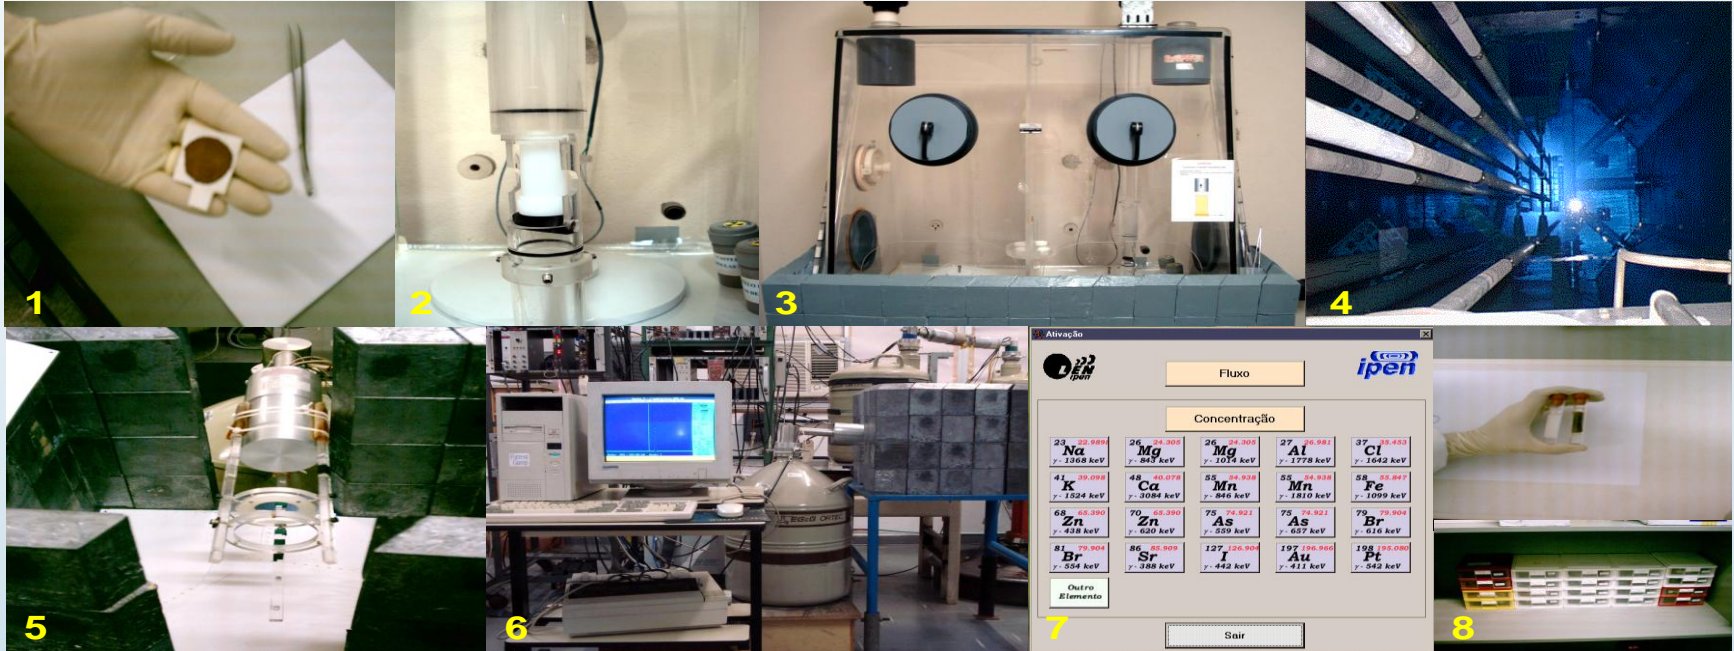 1
2
3
4
5
6
7
8
Ativação
LEN
ipen
ipen
Fluxo
Concentração
23 22.989
Na
γ - 1368 keV
26 24.305
Mg
γ - 843 keV
26 24.305
Mg
γ - 1014 keV
27 26.981
Al
γ - 1778 keV
37 35.453
Cl
γ - 1642 keV
41 39.098
K
γ - 1524 keV
48 40.078
Ca
γ - 3084 keV
55 54.938
Mn
γ - 846 keV
55 54.938
Mn
γ - 1810 keV
58 55.847
Fe
γ - 1099 keV
68 65.390
Zn
γ - 438 keV
70 65.390
Zn
γ - 620 keV
75 74.921
As
γ - 559 keV
75 74.921
As
γ - 657 keV
79 79.904
Br
γ - 616 keV
81 79.904
Br
γ - 554 keV
86 85.909
Sr
γ - 388 keV
127 126.904
I
γ - 442 keV
197 196.966
Au
γ - 411 keV
198 195.080
Pt
γ - 542 keV
Outro
Elemento
Sair
ORTEC